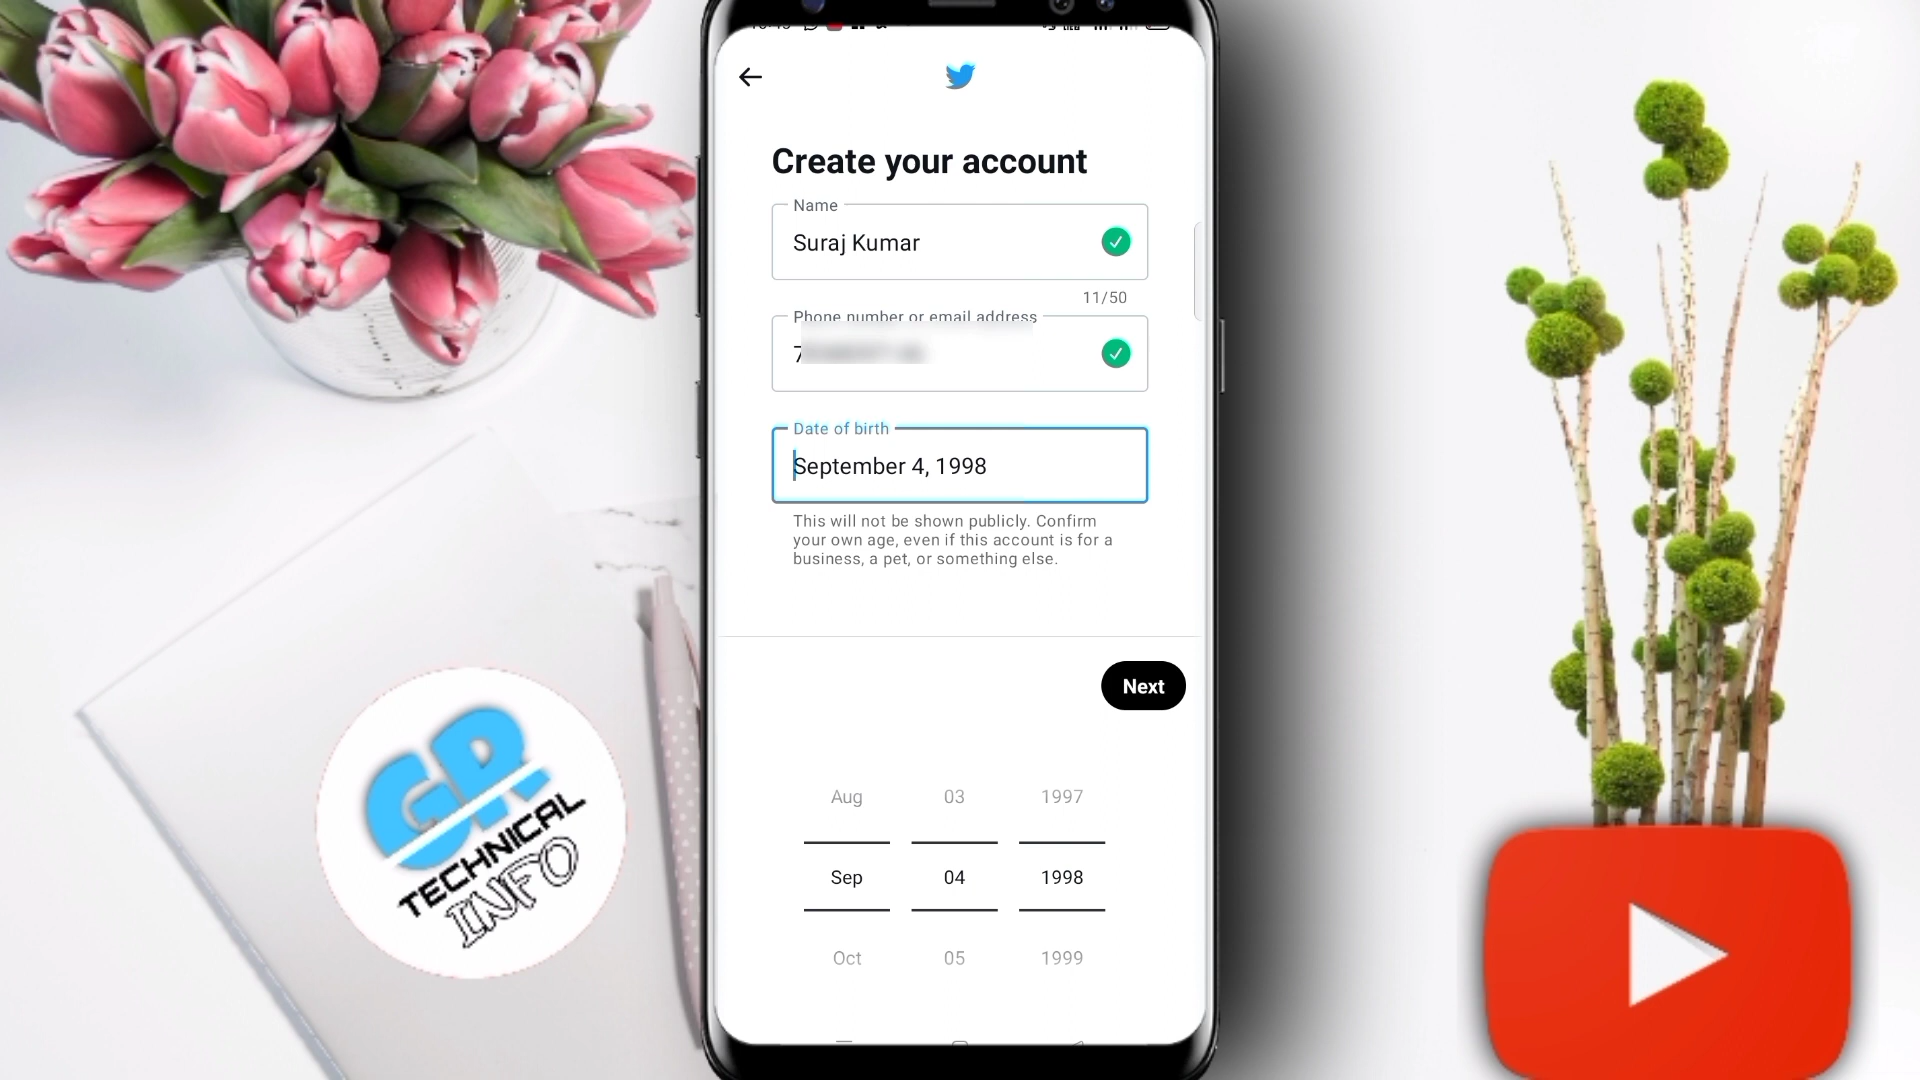 Create your account
Name
Suraj Kumar
11/50
Phone number or email address
7
Date of birth
September 4, 1998
This will not be shown publicly. Confirm
your own age, even if this account is for a
business, a pet, or something else.
Next
Aug 03 1997
Sep 04 1998
Oct 05 1999
GR
TECHNICAL
INFO